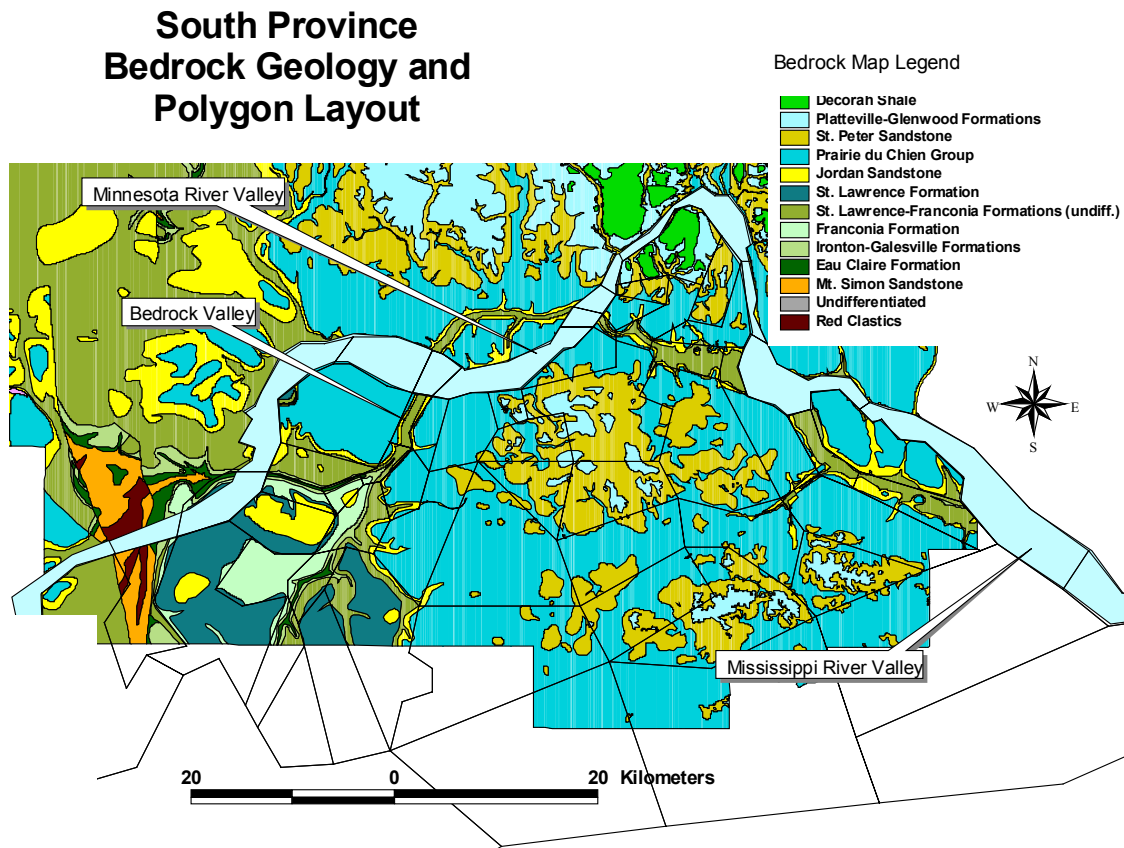 South Province
Bedrock Geology and
Polygon Layout
Bedrock Map Legend
Decorah Shale
Platteville-Glenwood Formations
St. Peter Sandstone
Prairie du Chien Group
Jordan Sandstone
St. Lawrence Formation
St. Lawrence-Franconia Formations (undiff.)
Franconia Formation
Ironton-Galesville Formations
Eau Claire Formation
Mt. Simon Sandstone
Undifferentiated
Red Clastics
Minnesota River Valley
Bedrock Valley
N
W E
S
Mississippi River Valley
20 0 20 Kilometers